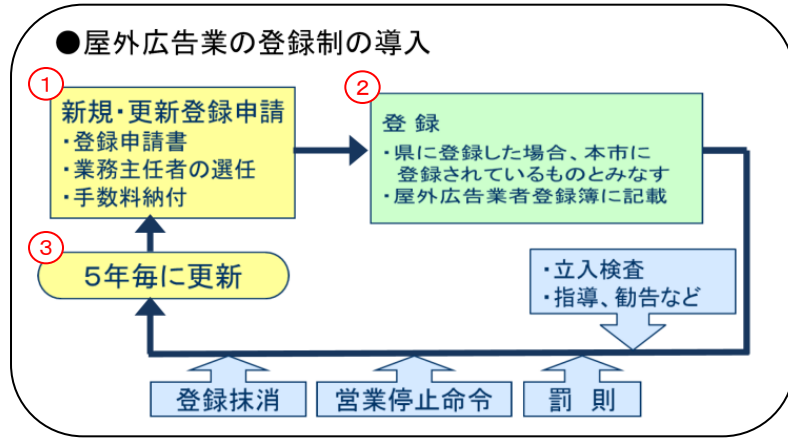 ●屋外広告業の登録制の導入
①
新規・更新登録申請
・登録申請書
・業務主任者の選任
・手数料納付
②
登 録
・県に登録した場合、本市に
登録されているものとみなす
・屋外広告業者登録簿に記載
③
5年毎に更新
・立入検査
・指導、勧告など
登録抹消
営業停止命令
罰 則